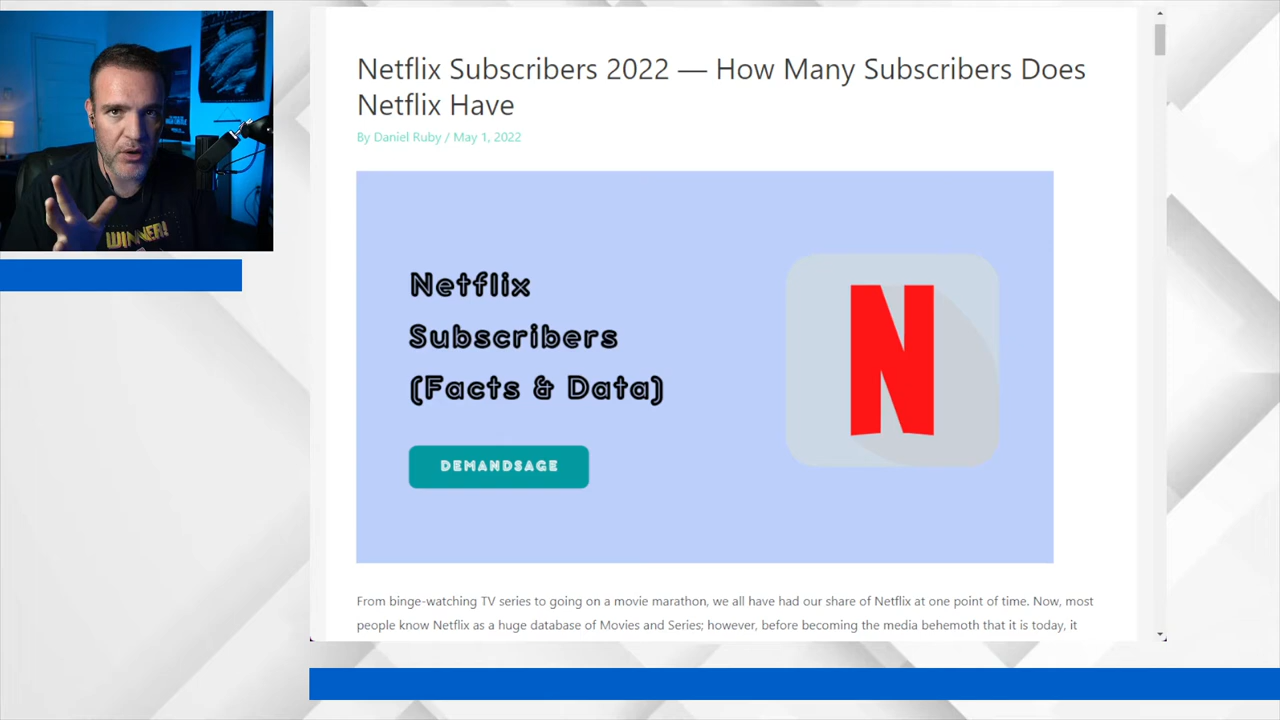 Netflix Subscribers 2022 — How Many Subscribers Does
Netflix Have
By Daniel Ruby / May 1, 2022
Netflix
Subscribers
(Facts & Data)
DEMANDSAGE
N
From binge-watching TV series to going on a movie marathon, we all have had our share of Netflix at one point of time. Now, most
people know Netflix as a huge database of Movies and Series; however, before becoming the media behemoth that it is today, it
WINNER!